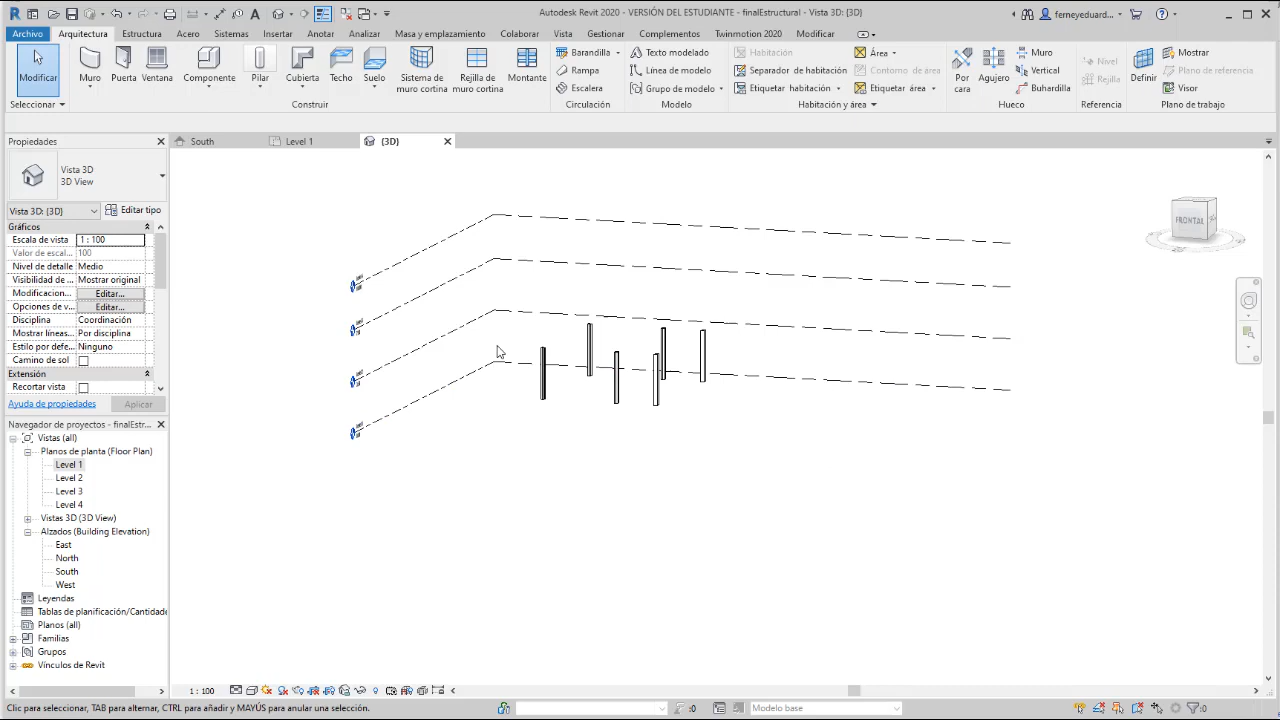 Autodesk Revit 2020 - VERSIÓN DEL ESTUDIANTE - finalEstructural - Vista 3D: {3D}
ferneyeduard...
Archivo Arquitectura Estructura Acero Sistemas Insertar Anotar Analizar Masa y emplazamiento Colaborar Vista Gestionar Complementos Twinmotion 2020 Modificar
Modificar
Muro
Puerta
Ventana
Componente
Pilar
Cubierta
Techo
Suelo
Sistema de
muro cortina
Rejilla de
muro cortina
Montante
Barandilla
Rampa
Escalera
Texto modelado
Línea de modelo
Grupo de modelo
Habitación
Separador de habitación
Etiquetar habitación
Área
Contorno de área
Etiquetar área
Por
cara
Agujero
Muro
Vertical
Buhardilla
Nivel
Rejilla
Definir
Mostrar
Plano de referencia
Visor
Seleccionar
Construir
Circulación
Modelo
Habitación y área
Hueco
Referencia
Plano de trabajo
Propiedades
South
Level 1
{3D}
Vista 3D
3D View
Vista 3D: {3D}
Editar tipo
Gráficos
Escala de vista 1 : 100
Valor de escal... 100
Nivel de detalle Medio
Visibilidad de ... Mostrar original
Modificacion... Editar...
Opciones de v... Editar...
Disciplina Coordinación
Mostrar líneas... Por disciplina
Estilo por defe... Ninguno
Camino de sol
Extensión
Recortar vista
Ayuda de propiedades
Aplicar
Navegador de proyectos - finalEstr...
Vistas (all)
Planos de planta (Floor Plan)
Level 1
Level 2
Level 3
Level 4
Vistas 3D (3D View)
Alzados (Building Elevation)
East
North
South
West
Leyendas
Tablas de planificación/Cantidade
Planos (all)
Familias
Grupos
Vínculos de Revit
FRONTAL
1 : 100
Clic para seleccionar, TAB para alternar, CTRL para añadir y MAYÚS para anular una selección.
:0
Modelo base
:0